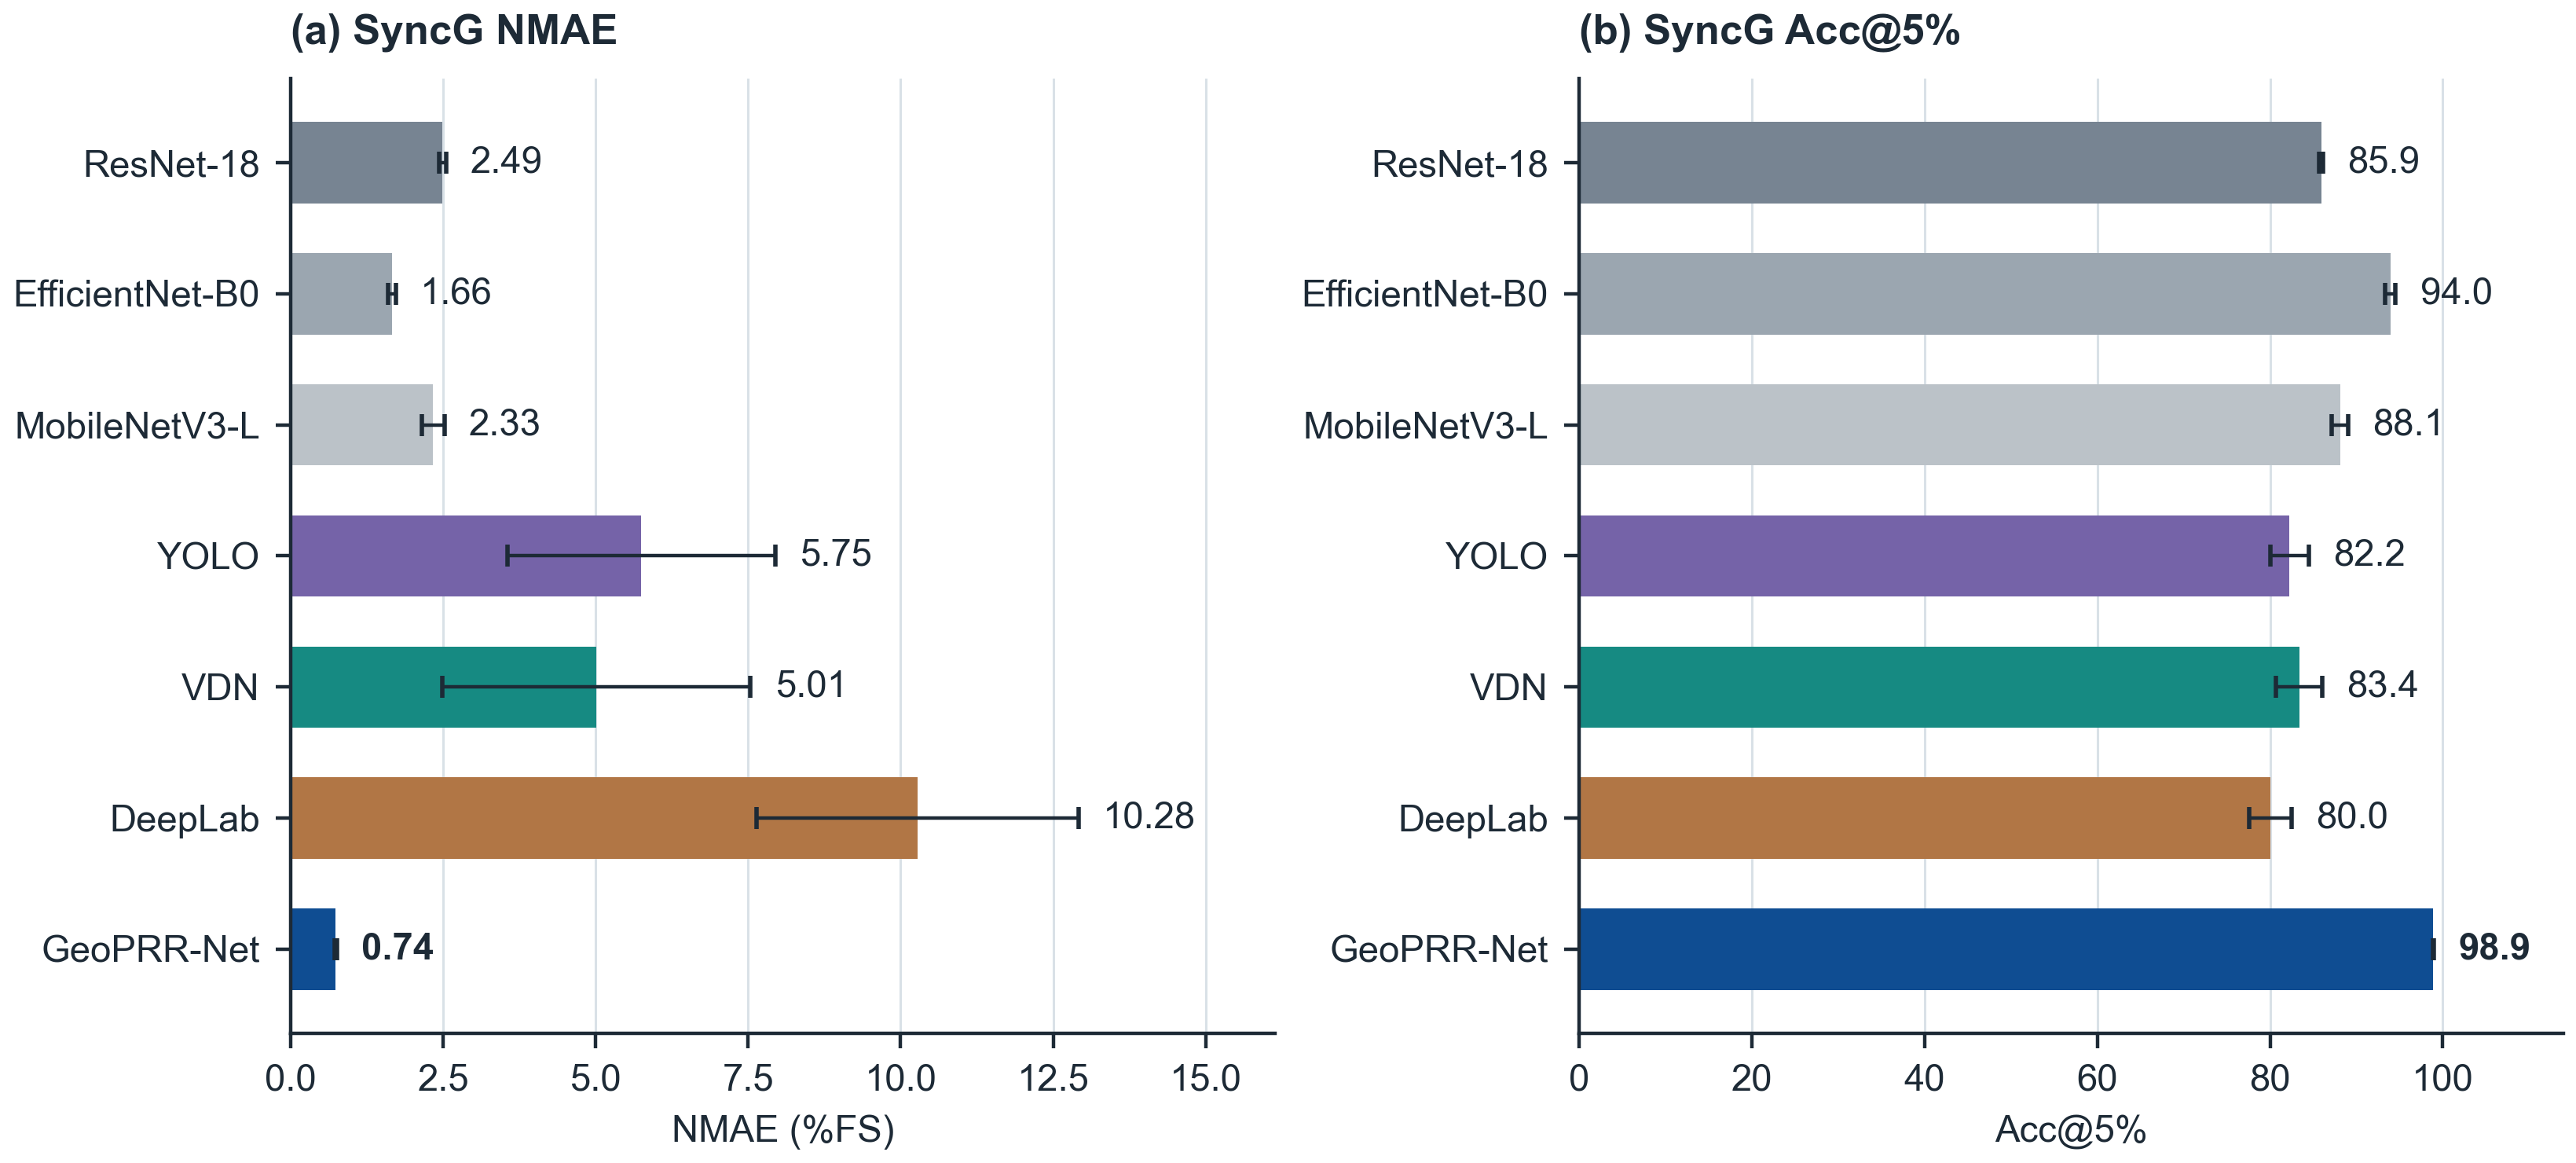 (a) SyncG NMAE
ResNet-18
2.49
EfficientNet-B0
1.66
MobileNetV3-L
2.33
YOLO
5.75
VDN
5.01
DeepLab
10.28
GeoPRR-Net
0.74
0.0 2.5 5.0 7.5 10.0 12.5 15.0
NMAE (%FS)
(b) SyncG Acc@5%
ResNet-18
85.9
EfficientNet-B0
94.0
MobileNetV3-L
88.1
YOLO
82.2
VDN
83.4
DeepLab
80.0
GeoPRR-Net
98.9
0 20 40 60 80 100
Acc@5%